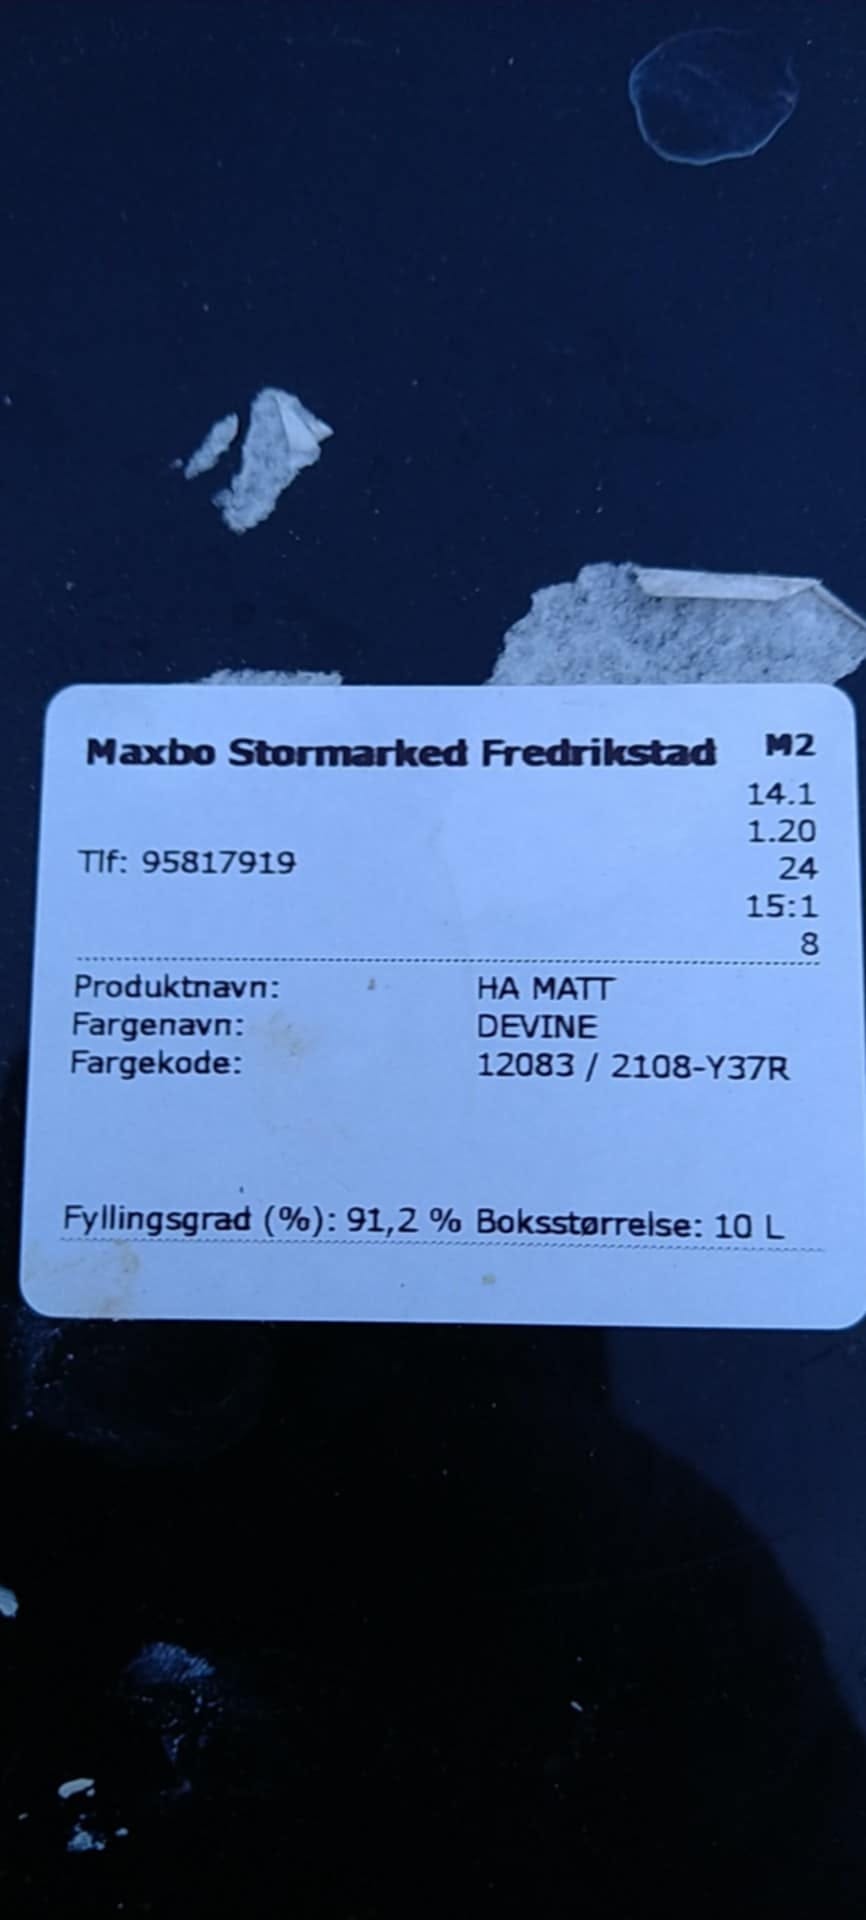 Maxbo Stormarked Fredrikstad M2
14.1
1.20
Tlf: 95817919 24
15:1
8
Produktnavn: HA MATT
Fargenavn: DEVINE
Fargekode: 12083 / 2108-Y37R
Fyllingsgrad (%): 91,2 % Boksstørrelse: 10 L